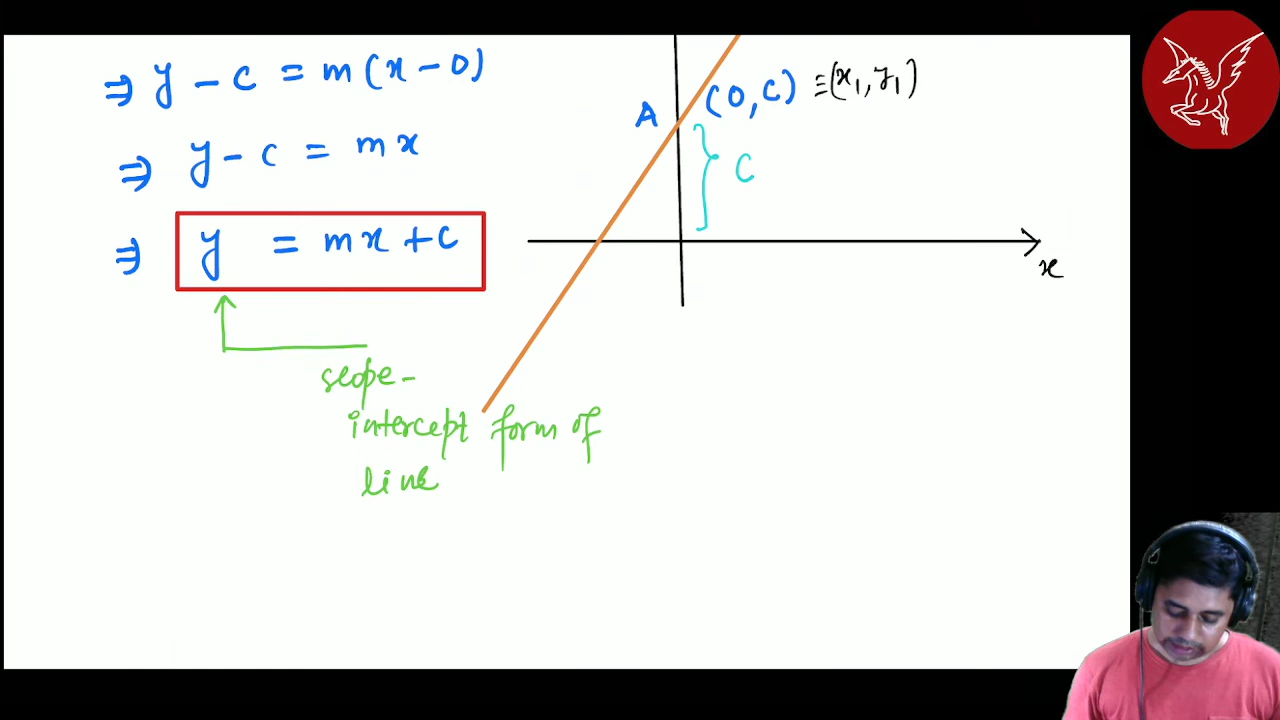 ⇒ y - c = m(x - 0)
⇒ y - c = mx
⇒ y = mx + c
slope-
intercept form of
line
A (0, c) ≡ (x₁, y₁)
C
x